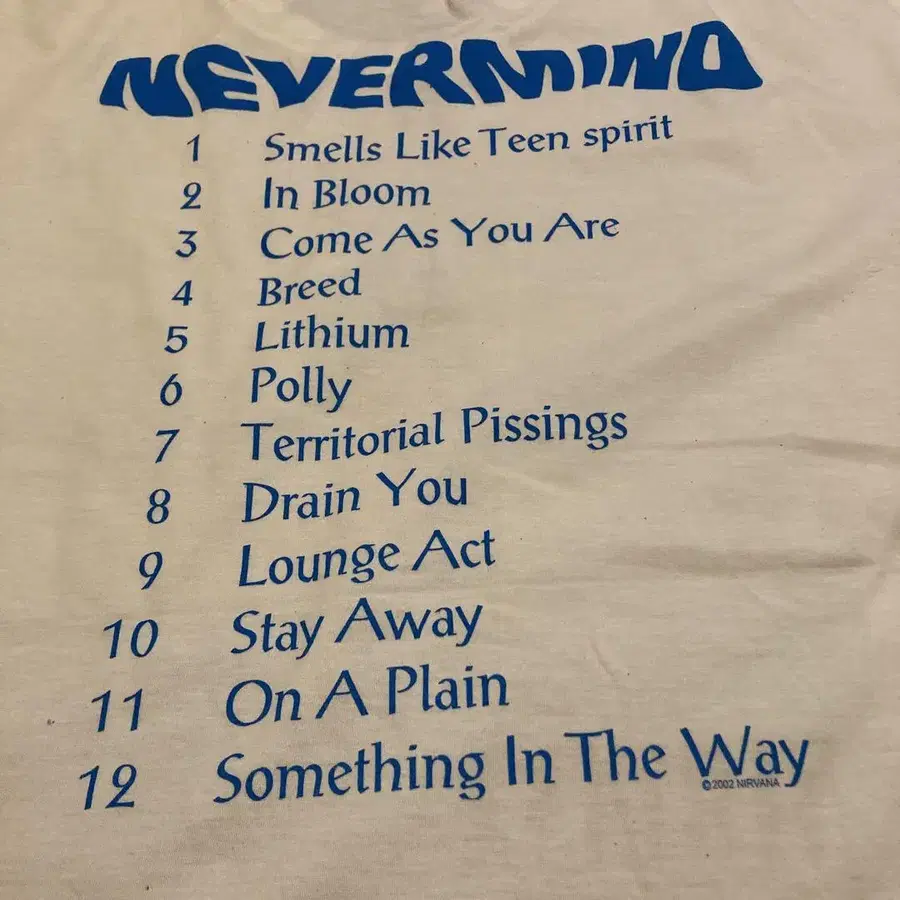 NEVERMIND
1 Smells Like Teen spirit
2 In Bloom
3 Come As You Are
4 Breed
5 Lithium
6 Polly
7 Territorial Pissings
8 Drain You
9 Lounge Act
10 Stay Away
11 On A Plain
12 Something In The Way
©2002 NIRVANA